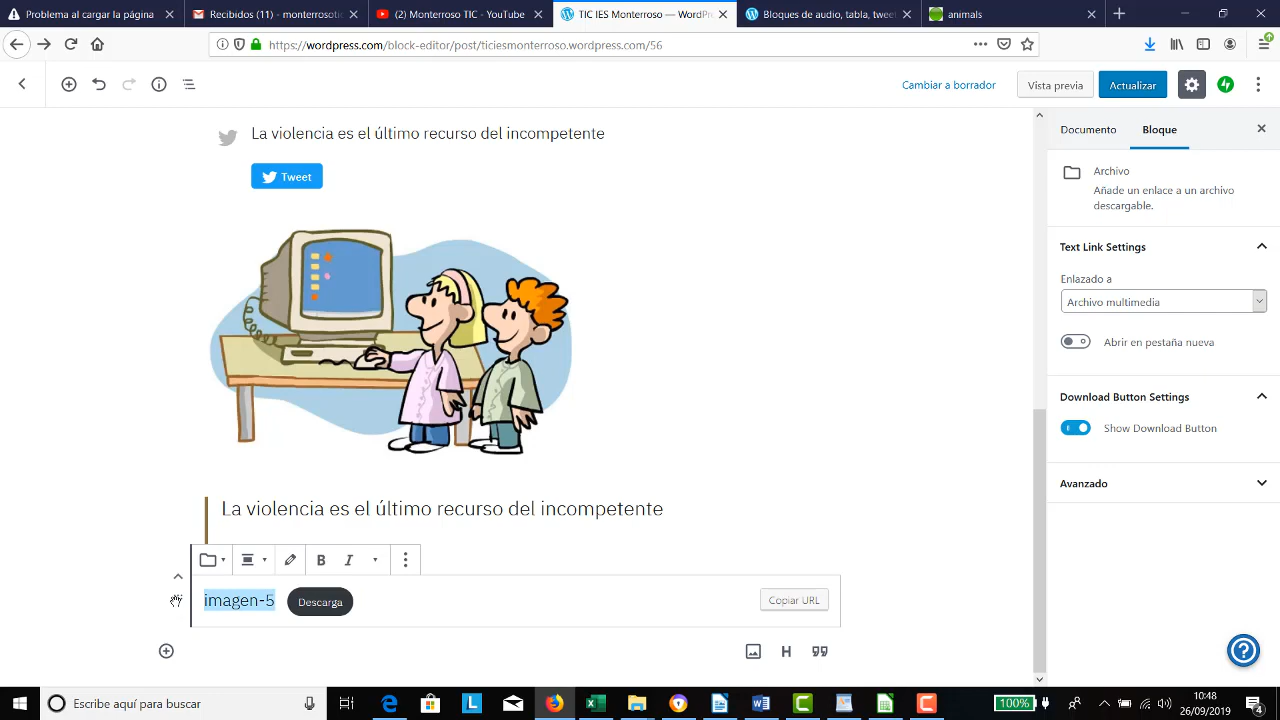 Problema al cargar la página
Recibidos (11) - monterrosotic
(2) Monterroso TIC - YouTube
TIC IES Monterroso — WordPr
Bloques de audio, tabla, tweet
animals
https://wordpress.com/block-editor/post/ticiesmonterroso.wordpress.com/56
Cambiar a borrador
Vista previa
Actualizar
La violencia es el último recurso del incompetente
Tweet
Documento
Bloque
Archivo
Añade un enlace a un archivo
descargable.
Text Link Settings
Enlazado a
Archivo multimedia
Abrir en pestaña nueva
Download Button Settings
Show Download Button
Avanzado
La violencia es el último recurso del incompetente
B I
imagen-5
Descarga
Copiar URL
H
Escribe aquí para buscar
100%
10:48
26/09/2019
4